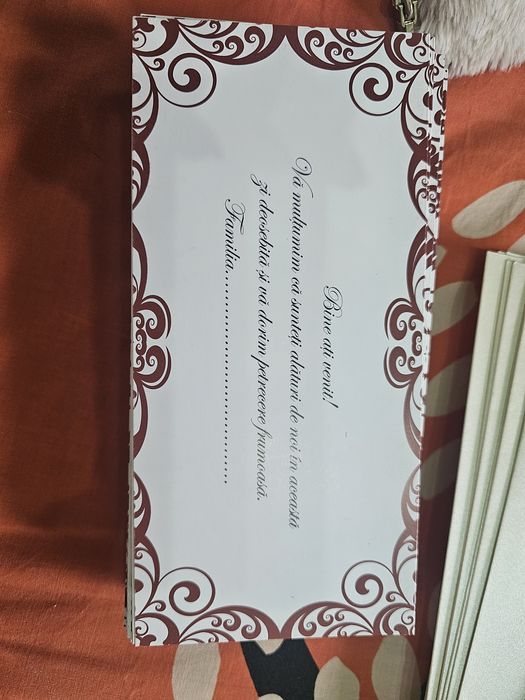 Bine ați venit!
Vă mulțumim că sunteți alături de noi în această
zi deosebită și vă dorim petrecere frumoasă.
Familia....................................